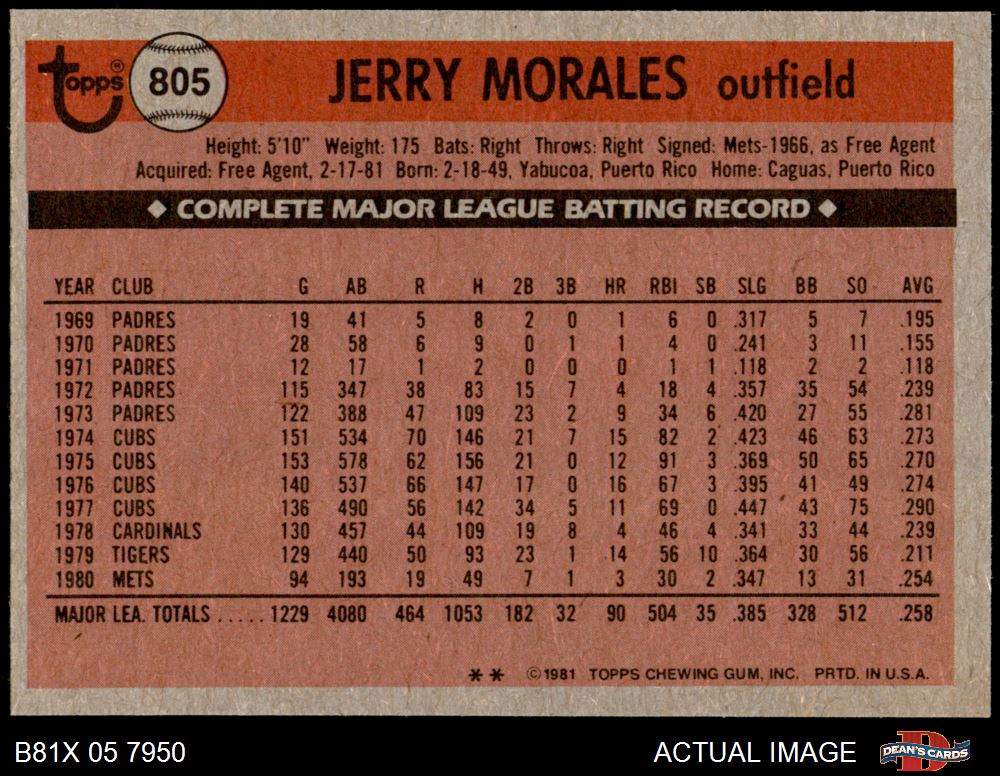 topps® 805 JERRY MORALES outfield
Height: 5'10" Weight: 175 Bats: Right Throws: Right Signed: Mets-1966, as Free Agent
Acquired: Free Agent, 2-17-81 Born: 2-18-49, Yabucoa, Puerto Rico Home: Caguas, Puerto Rico
◆ COMPLETE MAJOR LEAGUE BATTING RECORD ◆
YEAR CLUB G AB R H 2B 3B HR RBI SB SLG BB SO AVG
1969 PADRES 19 41 5 8 2 0 1 6 0 .317 5 7 .195
1970 PADRES 28 58 6 9 0 1 1 4 0 .241 3 11 .155
1971 PADRES 12 17 1 2 0 0 0 1 1 .118 2 2 .118
1972 PADRES 115 347 38 83 15 7 4 18 4 .357 35 54 .239
1973 PADRES 122 388 47 109 23 2 9 34 6 .420 27 55 .281
1974 CUBS 151 534 70 146 21 7 15 82 2 .423 46 63 .273
1975 CUBS 153 578 62 156 21 0 12 91 3 .369 50 65 .270
1976 CUBS 140 537 66 147 17 0 16 67 3 .395 41 49 .274
1977 CUBS 136 490 56 142 34 5 11 69 0 .447 43 75 .290
1978 CARDINALS 130 457 44 109 19 8 4 46 4 .341 33 44 .239
1979 TIGERS 129 440 50 93 23 1 14 56 10 .364 30 56 .211
1980 METS 94 193 19 49 7 1 3 30 2 .347 13 31 .254
MAJOR LEA. TOTALS ..... 1229 4080 464 1053 182 32 90 504 35 .385 328 512 .258
** ©1981 TOPPS CHEWING GUM, INC. PRTD. IN U.S.A.
B81X 05 7950 ACTUAL IMAGE D DEAN'S CARDS